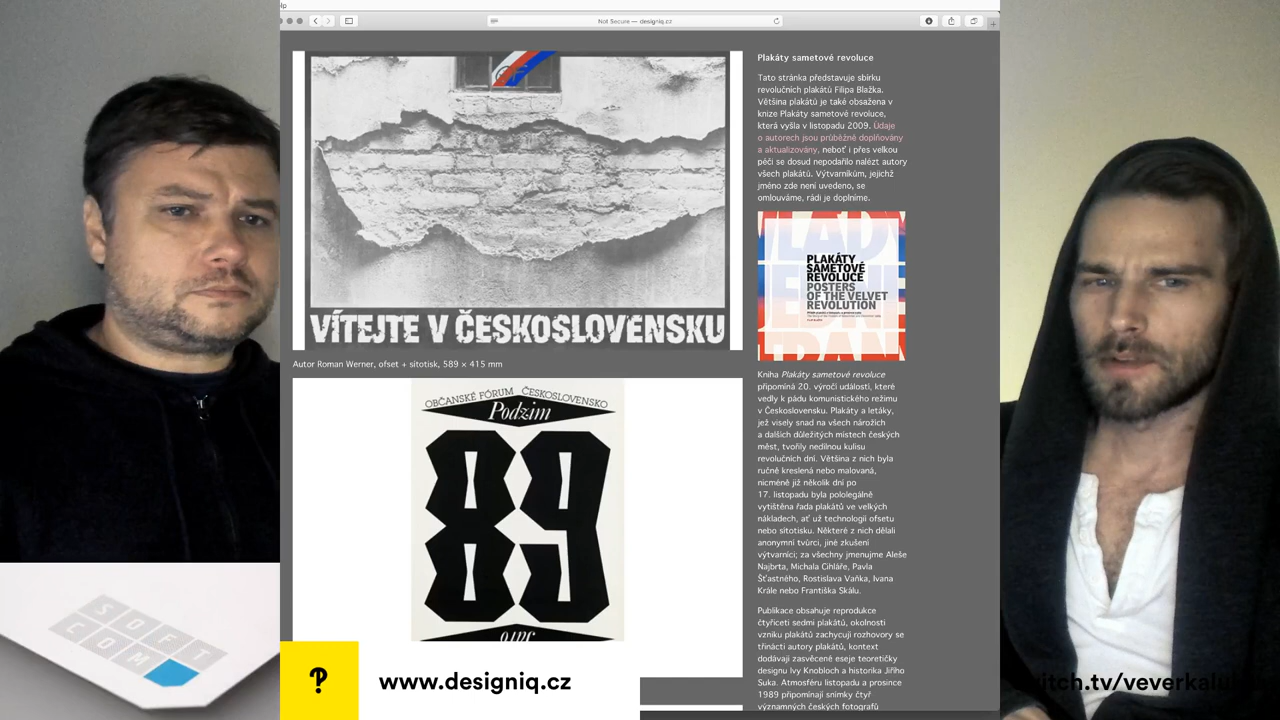 lp
Not Secure — designiq.cz
VÍTEJTE V ČESKOSLOVENSKU
Autor Roman Werner, ofset + sítotisk, 589 × 415 mm
OBČANSKÉ FÓRUM ČESKOSLOVENSKO
Podzim
89
Plakáty sametové revoluce
Tato stránka představuje sbírku
revolučních plakátů Filipa Blažka.
Většina plakátů je také obsažena v
knize Plakáty sametové revoluce,
která vyšla v listopadu 2009. Údaje
o autorech jsou průběžně doplňovány
a aktualizovány, neboť i přes velkou
péči se dosud nepodařilo nalézt autory
všech plakátů. Výtvarníkům, jejichž
jméno zde není uvedeno, se
omlouváme, rádi je doplníme.
PLAKÁTY
SAMETOVÉ
REVOLUCE
POSTERS
OF THE VELVET
REVOLUTION
Kniha Plakáty sametové revoluce
připomíná 20. výročí událostí, které
vedly k pádu komunistického režimu
v Československu. Plakáty a letáky,
jež visely snad na všech nárožích
a dalších důležitých místech českých
měst, tvořily nedílnou kulisu
revolučních dní. Většina z nich byla
ručně kreslená nebo malovaná,
nicméně již několik dní po
17. listopadu byla pololegálně
vytištěna řada plakátů ve velkých
nákladech, ať už technologií ofsetu
nebo sítotisku. Některé z nich dělali
anonymní tvůrci, jiné zkušení
výtvarníci; za všechny jmenujme Aleše
Najbrta, Michala Cihláře, Pavla
Šťastného, Rostislava Vaňka, Ivana
Krále nebo Františka Skálu.
Publikace obsahuje reprodukce
čtyřiceti sedmi plakátů, okolnosti
vzniku plakátů zachycují rozhovory se
třinácti autory plakátů, kontext
dodávají zasvěcené eseje teoretičky
designu Ivy Knobloch a historika Jiřího
Suka. Atmosféru listopadu a prosince
1989 připomínají snímky čtyř
významných českých fotografů
www.designiq.cz